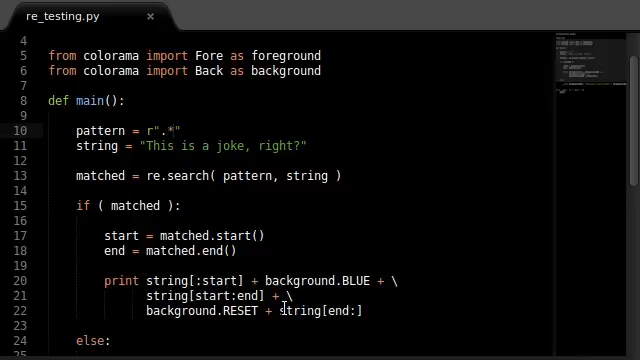 re_testing.py ×
4
5 from colorama import Fore as foreground
6 from colorama import Back as background
7
8 def main():
9
10 pattern = r".*"
11 string = "This is a joke, right?"
12
13 matched = re.search( pattern, string )
14
15 if ( matched ):
16
17 start = matched.start()
18 end = matched.end()
19
20 print string[:start] + background.BLUE + \
21 string[start:end] + \
22 background.RESET + string[end:]
23
24 else:
25